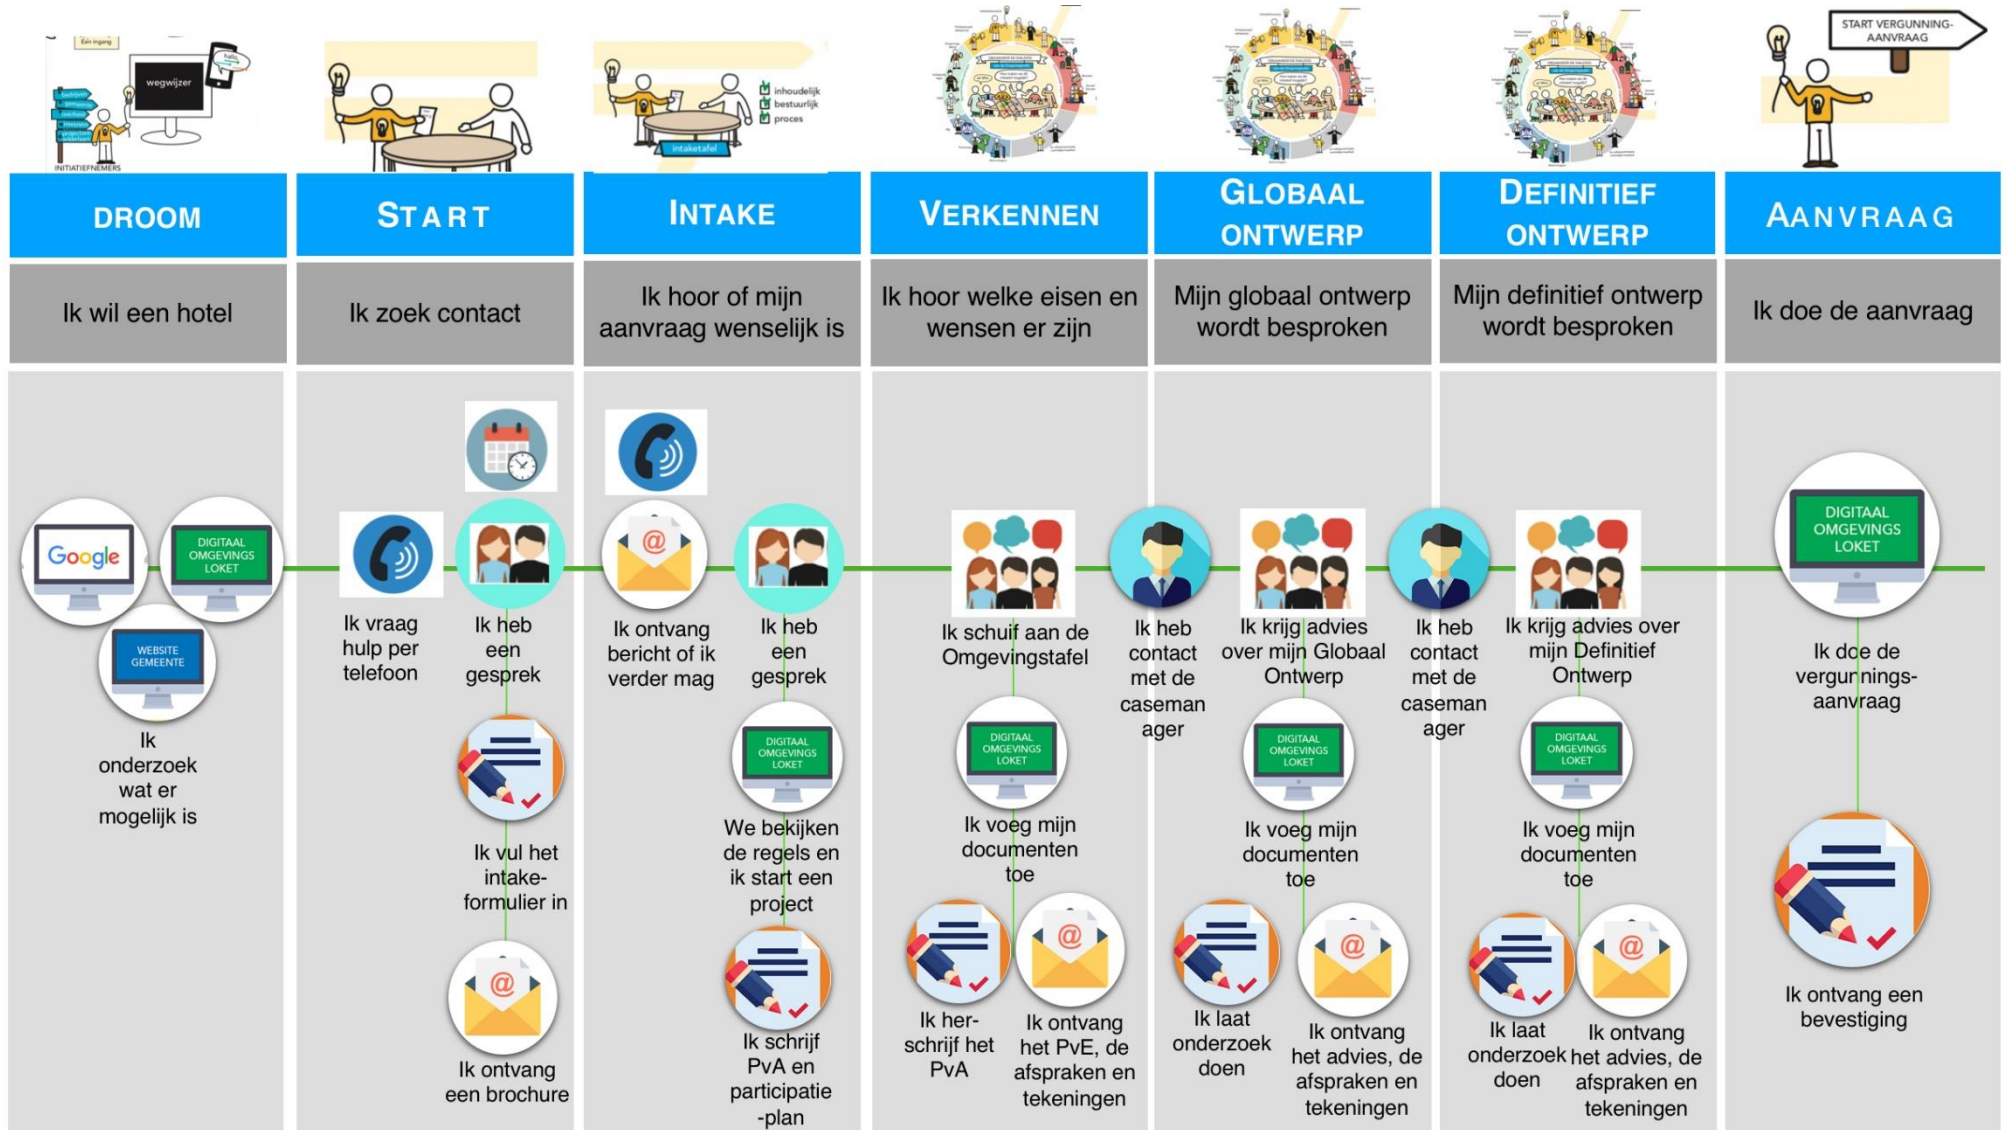 Eén ingang
wegwijzer
hallo
bedrijven
gemeente
INITIATIEFNEMERS
inhoudelijk
bestuurlijk
proces
intaketafel
START VERGUNNING-
AANVRAAG
DROOM
START
INTAKE
VERKENNEN
GLOBAAL
ONTWERP
DEFINITIEF
ONTWERP
AANVRAAG
Ik wil een hotel
Ik zoek contact
Ik hoor of mijn
aanvraag wenselijk is
Ik hoor welke eisen en
wensen er zijn
Mijn globaal ontwerp
wordt besproken
Mijn definitief ontwerp
wordt besproken
Ik doe de aanvraag
Google
DIGITAAL
OMGEVINGS
LOKET
WEBSITE
GEMEENTE
Ik
onderzoek
wat er
mogelijk is
Ik vraag
hulp per
telefoon
Ik heb
een
gesprek
Ik vul het
intake-
formulier in
@
Ik ontvang
een brochure
@
Ik ontvang
bericht of ik
verder mag
Ik heb
een
gesprek
DIGITAAL
OMGEVINGS
LOKET
We bekijken
de regels en
ik start een
project
Ik schrijf
PvA en
participatie
-plan
Ik schuif aan de
Omgevingstafel
DIGITAAL
OMGEVINGS
LOKET
Ik voeg mijn
documenten
toe
Ik her-
schrijf het
PvA
@
Ik ontvang
het PvE, de
afspraken en
tekeningen
Ik heb
contact
met de
caseman
ager
Ik krijg advies
over mijn Globaal
Ontwerp
DIGITAAL
OMGEVINGS
LOKET
Ik voeg mijn
documenten
toe
Ik laat
onderzoek
doen
@
Ik ontvang
het advies, de
afspraken en
tekeningen
Ik heb
contact
met de
caseman
ager
Ik krijg advies over
mijn Definitief
Ontwerp
DIGITAAL
OMGEVINGS
LOKET
Ik voeg mijn
documenten
toe
Ik laat
onderzoek
doen
@
Ik ontvang
het advies, de
afspraken en
tekeningen
DIGITAAL
OMGEVINGS
LOKET
Ik doe de
vergunnings-
aanvraag
Ik ontvang een
bevestiging